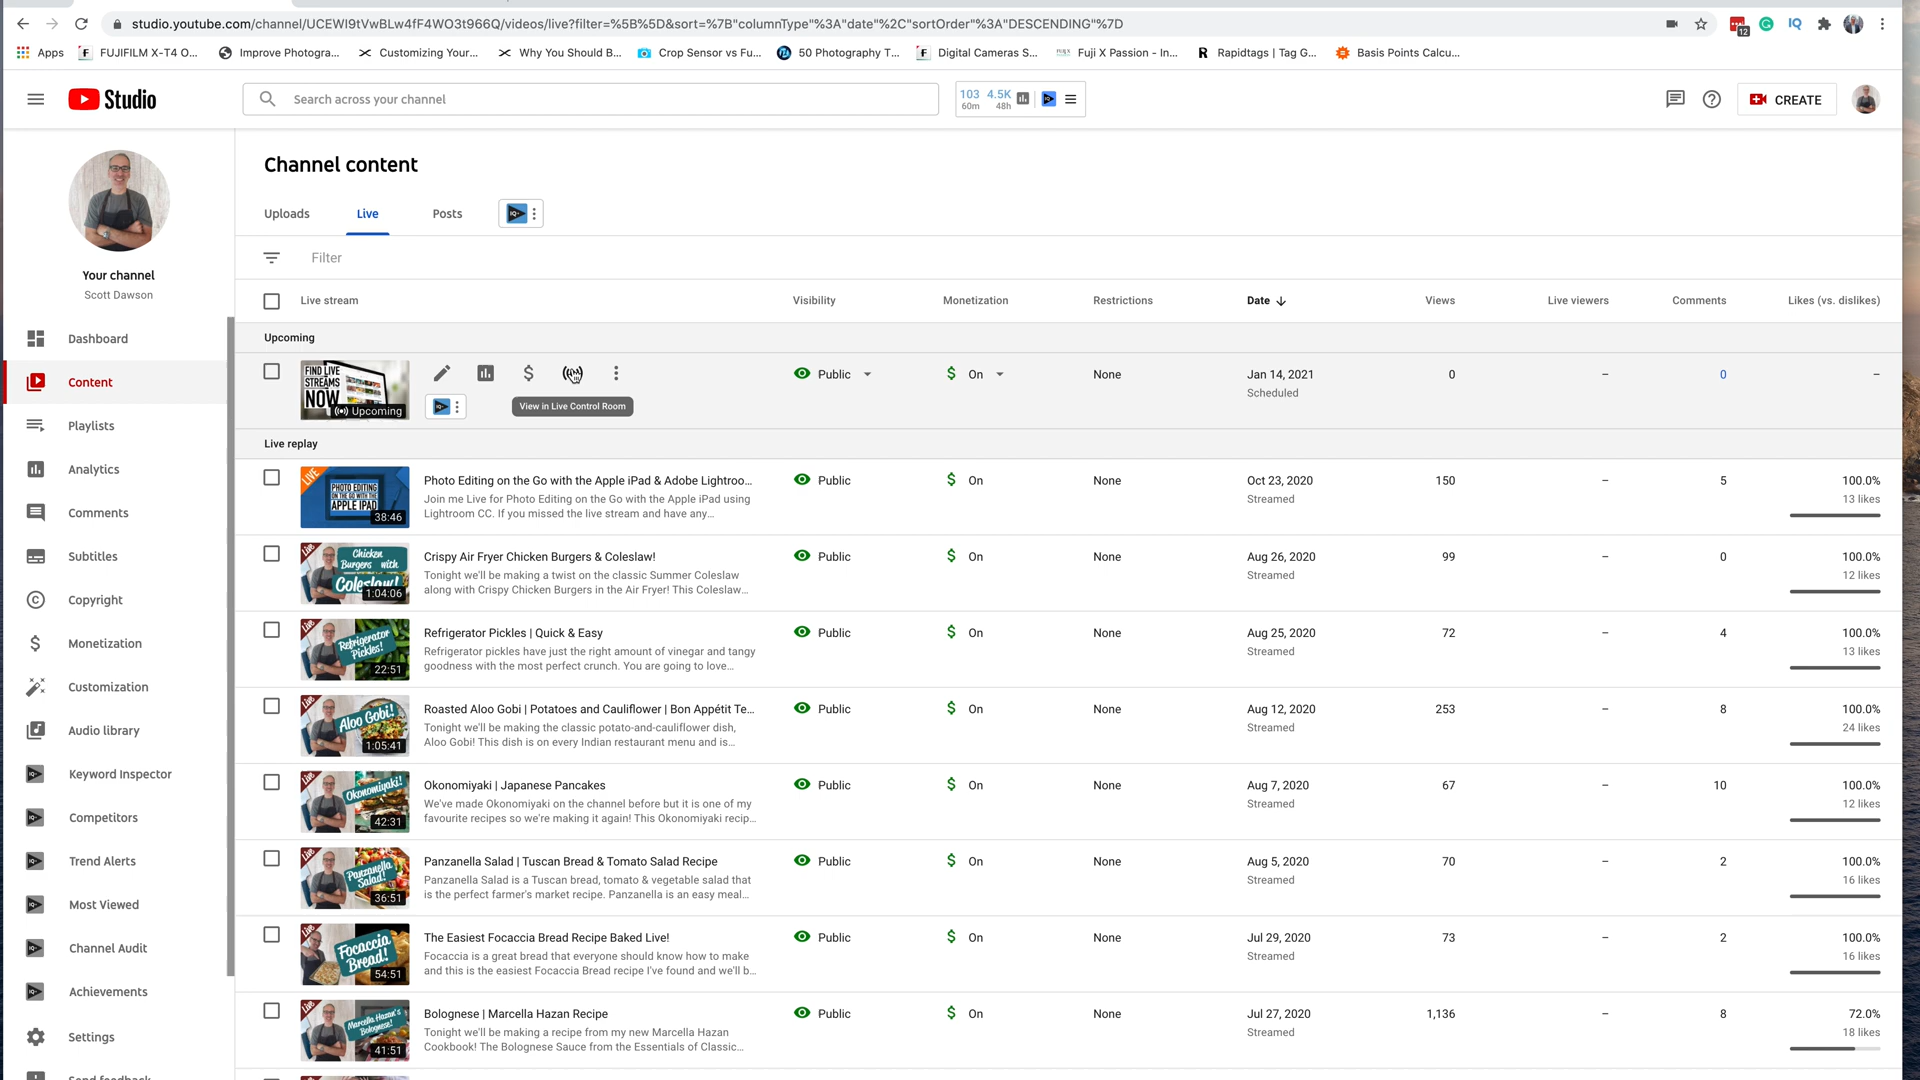 studio.youtube.com/channel/UCEWI9tVwBLw4fF4WO3t966Q/videos/live?filter=%5B%5D&sort=%7B"columnType"%3A"date"%2C"sortOrder"%3A"DESCENDING"%7D
12
IQ
Apps FUJIFILM X-T4 O... Improve Photogra... Customizing Your... Why You Should B... Crop Sensor vs Fu... 50 Photography T... Digital Cameras S... Fuji X Passion - In... Rapidtags | Tag G... Basis Points Calcu...
Studio
Search across your channel
103 4.5K
60m 48h
CREATE
Your channel
Scott Dawson
Dashboard
Content
Playlists
Analytics
Comments
Subtitles
Copyright
Monetization
Customization
Audio library
Keyword Inspector
Competitors
Trend Alerts
Most Viewed
Channel Audit
Achievements
Settings
Send feedback
Channel content
Uploads Live Posts
Filter
Live stream Visibility Monetization Restrictions Date Views Live viewers Comments Likes (vs. dislikes)
Upcoming
FIND LIVE
STREAMS
NOW
Upcoming
View in Live Control Room
Public On None Jan 14, 2021 0 – 0 –
Scheduled
Live replay
LIVE
PHOTO EDITING
ON THE GO WITH THE
APPLE IPAD
38:46
Photo Editing on the Go with the Apple iPad & Adobe Lightroo... Public On None Oct 23, 2020 150 – 5 100.0%
Join me Live for Photo Editing on the Go with the Apple iPad using Streamed 13 likes
Lightroom CC. If you missed the live stream and have any...
Live
Chicken
Burgers with
Coleslaw!
1:04:06
Crispy Air Fryer Chicken Burgers & Coleslaw! Public On None Aug 26, 2020 99 – 0 100.0%
Tonight we'll be making a twist on the classic Summer Coleslaw Streamed 12 likes
along with Crispy Chicken Burgers in the Air Fryer! This Coleslaw...
Live
Refrigerator
Pickles!
22:51
Refrigerator Pickles | Quick & Easy Public On None Aug 25, 2020 72 – 4 100.0%
Refrigerator pickles have just the right amount of vinegar and tangy Streamed 13 likes
goodness with the most perfect crunch. You are going to love...
Live
Aloo Gobi!
1:05:41
Roasted Aloo Gobi | Potatoes and Cauliflower | Bon Appétit Te... Public On None Aug 12, 2020 253 – 8 100.0%
Tonight we'll be making the classic potato-and-cauliflower dish, Streamed 24 likes
Aloo Gobi! This dish is on every Indian restaurant menu and is...
Live
Okonomiyaki!
42:31
Okonomiyaki | Japanese Pancakes Public On None Aug 7, 2020 67 – 10 100.0%
We've made Okonomiyaki on the channel before but it is one of my Streamed 12 likes
favourite recipes so we're making it again! This Okonomiyaki recip...
Live
Panzanella
Salad!
36:51
Panzanella Salad | Tuscan Bread & Tomato Salad Recipe Public On None Aug 5, 2020 70 – 2 100.0%
Panzanella Salad is a Tuscan bread, tomato & vegetable salad that Streamed 16 likes
is the perfect farmer's market recipe. Panzanella is an easy meal...
Live
Focaccia
Bread!
54:51
The Easiest Focaccia Bread Recipe Baked Live! Public On None Jul 29, 2020 73 – 2 100.0%
Focaccia is a great bread that everyone should know how to make Streamed 16 likes
and this is the easiest Focaccia Bread recipe I've found and we'll b...
Live
Marcella Hazan's
Bolognese!
41:51
Bolognese | Marcella Hazan Recipe Public On None Jul 27, 2020 1,136 – 8 72.0%
Tonight we'll be making a recipe from my new Marcella Hazan Streamed 18 likes
Cookbook! The Bolognese Sauce from the Essentials of Classic...